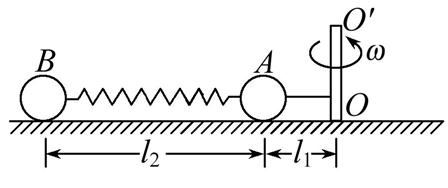 O′
B A ω
O
l₂ l₁